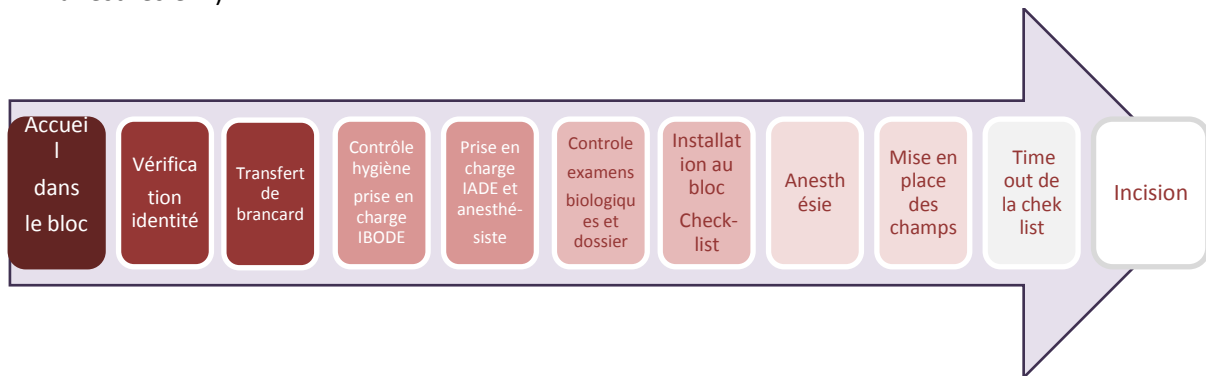 Accuei
l
dans
le bloc
Vérifica
tion
identité
Transfert
de
brancard
Contrôle
hygiène
prise en
charge
IBODE
Prise en
charge
IADE et
anesthé-
siste
Controle
examens
biologiqu
es et
dossier
Installat
ion au
bloc
Check-
list
Anesth
ésie
Mise en
place
des
champs
Time
out de
la chek
list
Incision